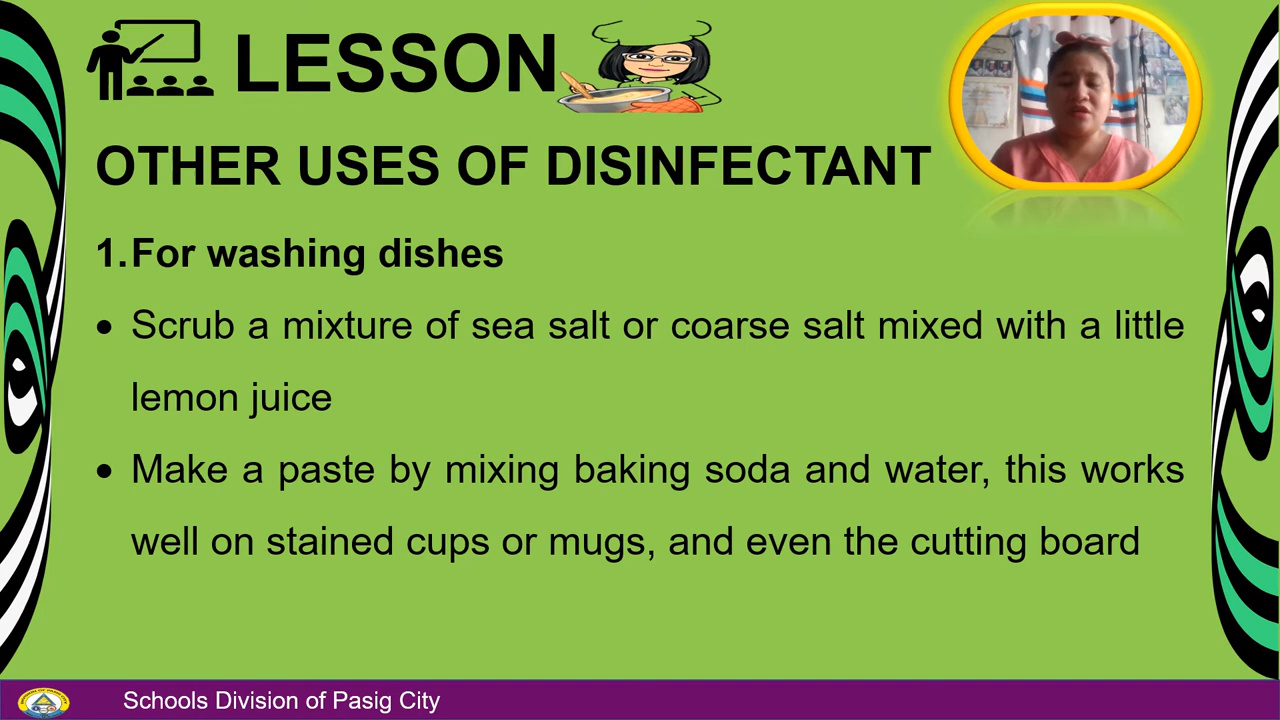 LESSON
OTHER USES OF DISINFECTANT
1. For washing dishes
• Scrub a mixture of sea salt or coarse salt mixed with a little
lemon juice
• Make a paste by mixing baking soda and water, this works
well on stained cups or mugs, and even the cutting board
Schools Division of Pasig City